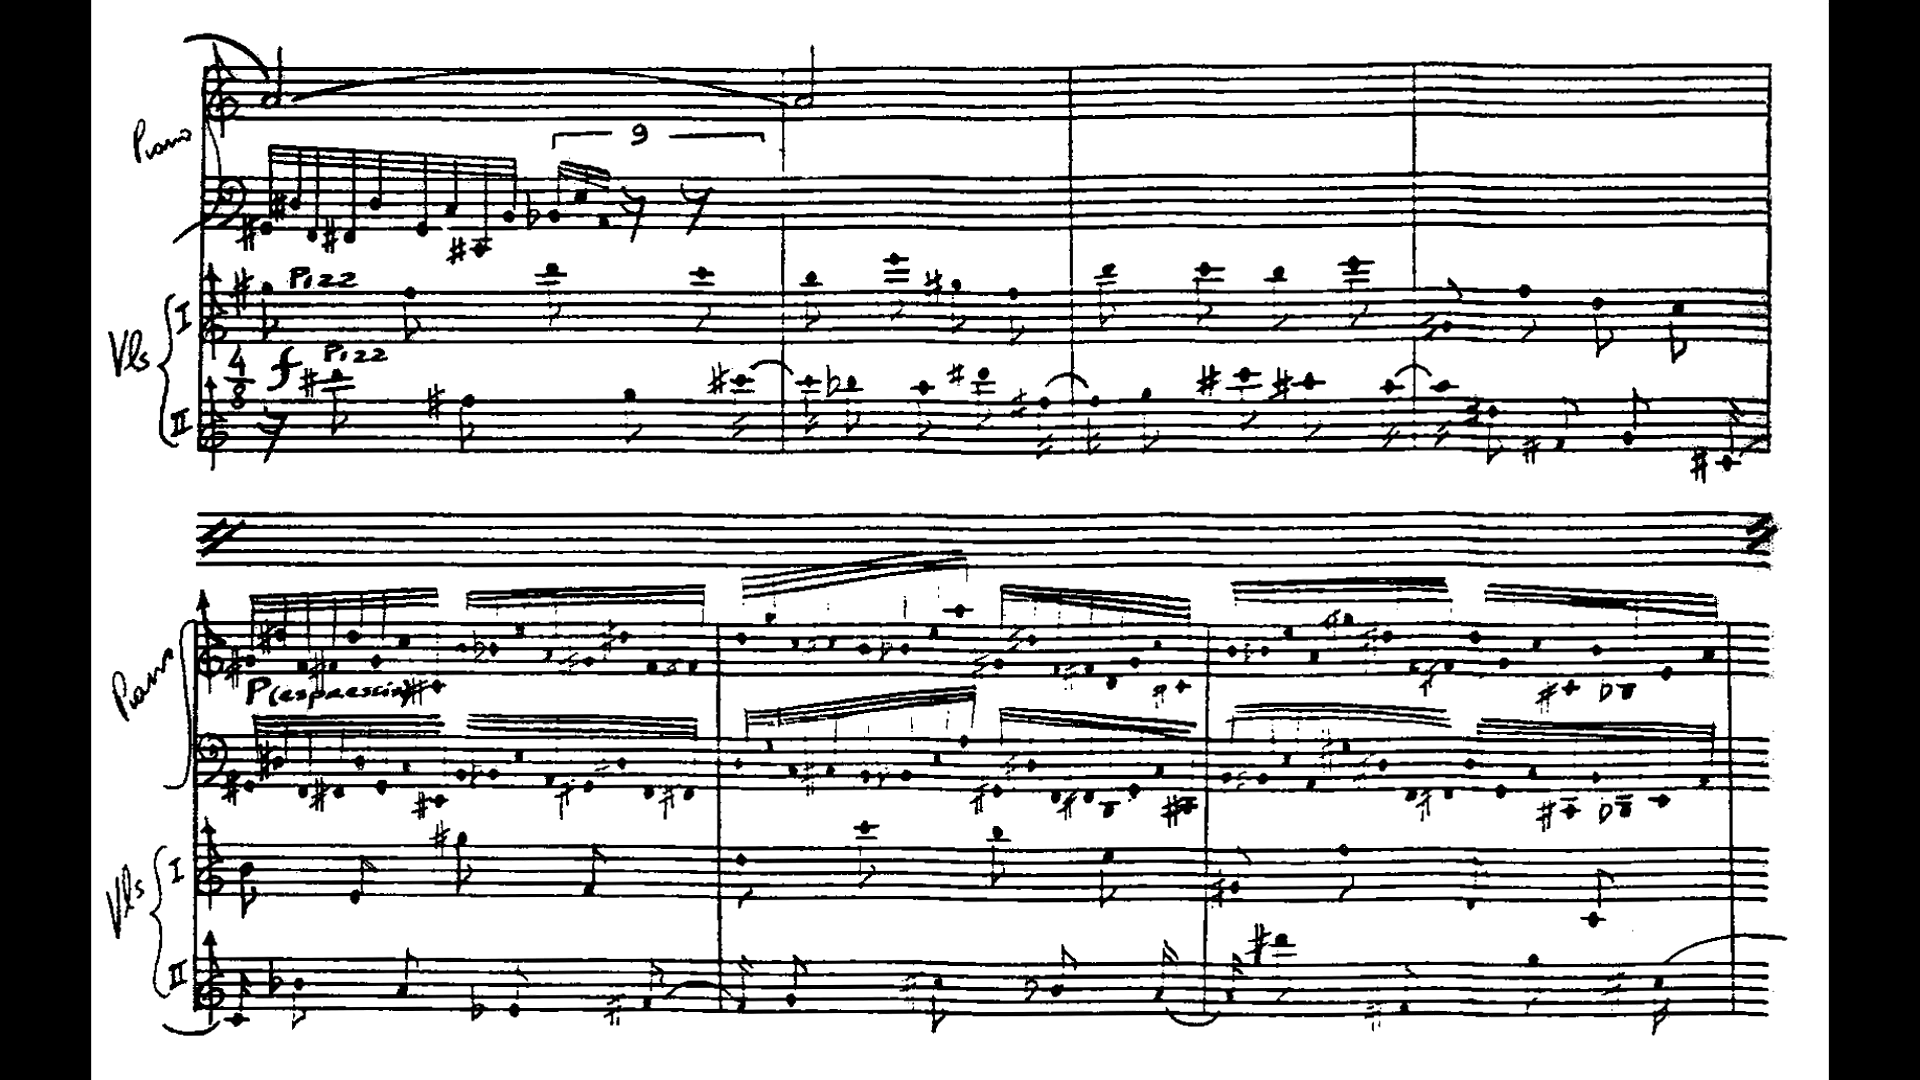 Piano
9
Pizz
I
Vls
4
8
f
Pizz
II
Piano
P (espressivo)
Vls
I
II